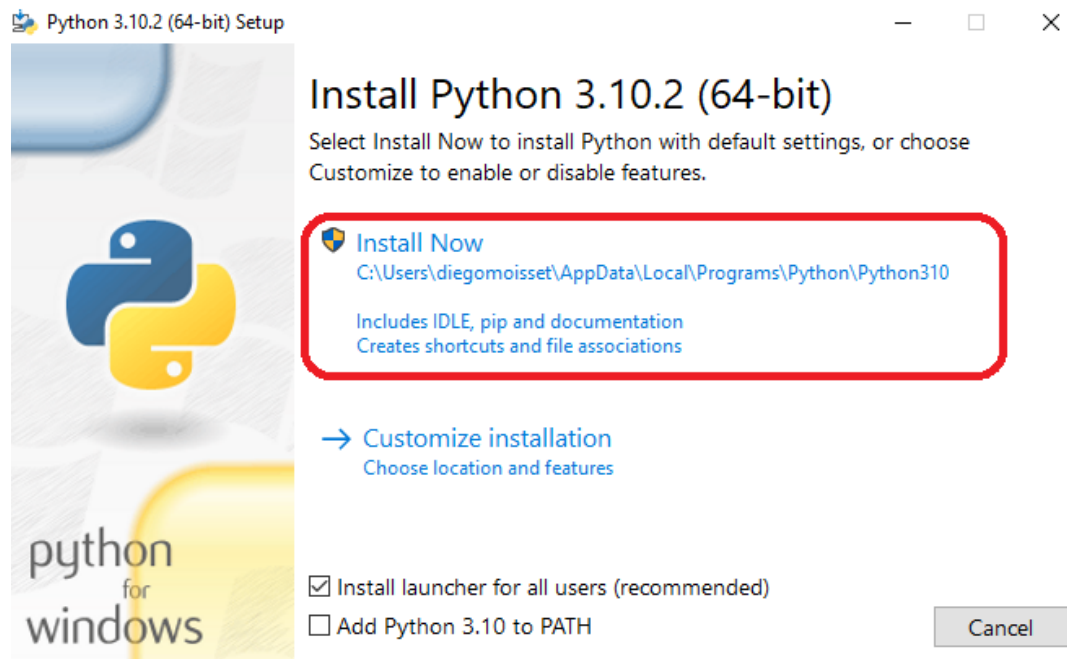 Python 3.10.2 (64-bit) Setup
Install Python 3.10.2 (64-bit)
Select Install Now to install Python with default settings, or choose
Customize to enable or disable features.
Install Now
C:\Users\diegomoisset\AppData\Local\Programs\Python\Python310
Includes IDLE, pip and documentation
Creates shortcuts and file associations
Customize installation
Choose location and features
python
for
windows
Install launcher for all users (recommended)
Add Python 3.10 to PATH
Cancel